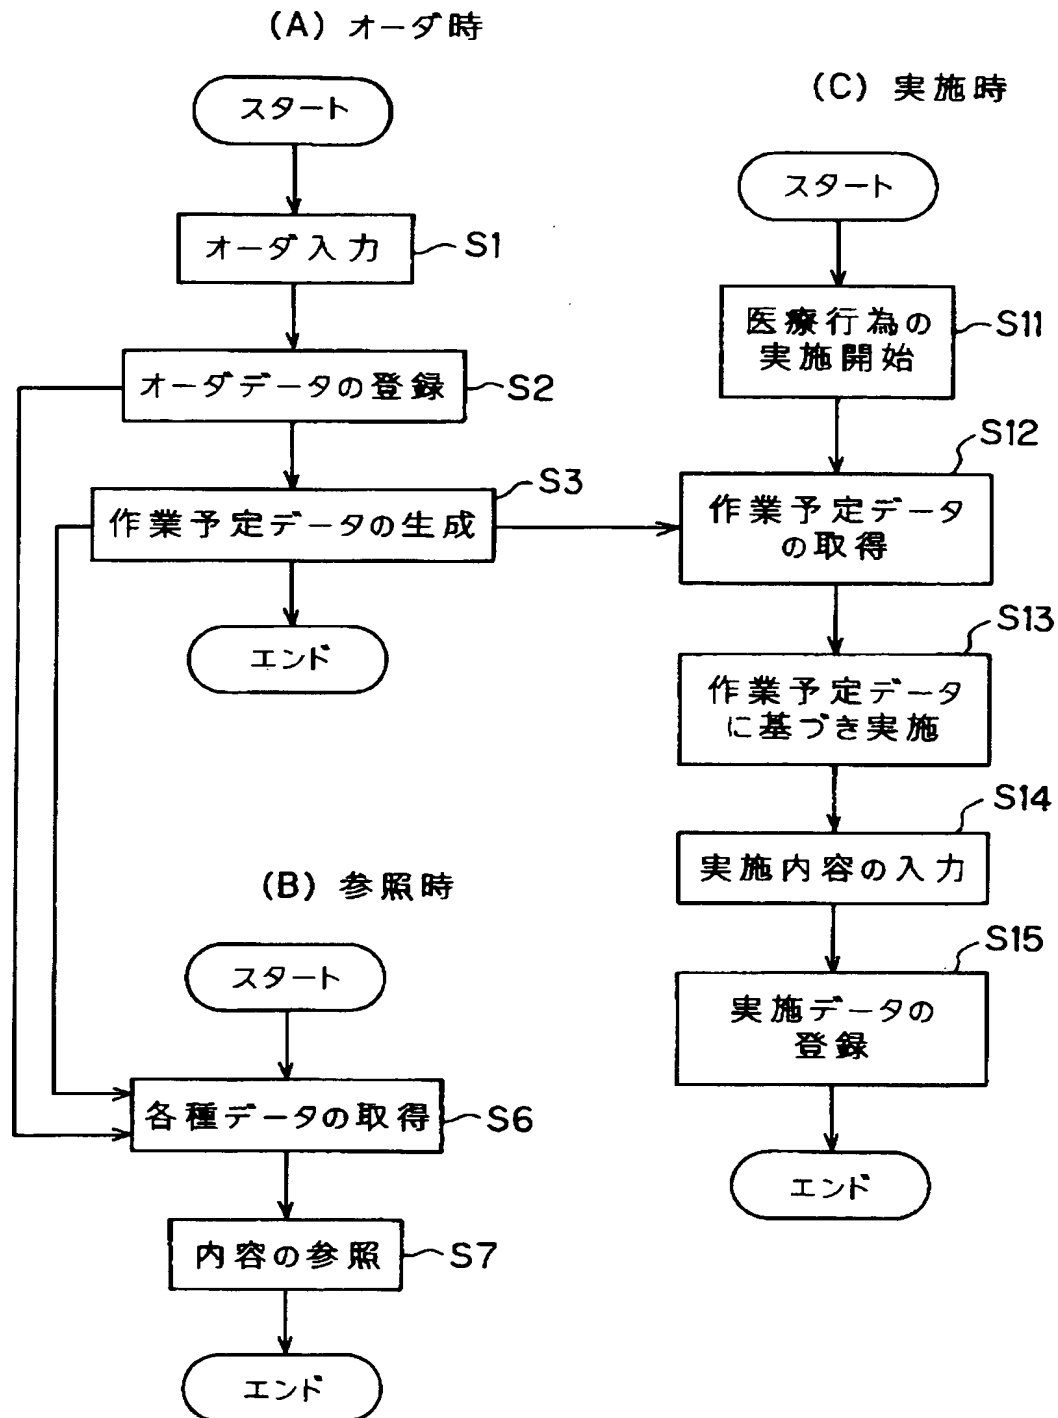 (A) オーダ時
スタート
オーダ入力
S1
オーダデータの登録
S2
作業予定データの生成
S3
エンド
(B) 参照時
スタート
各種データの取得
S6
内容の参照
S7
エンド
(C) 実施時
スタート
医療行為の
実施開始
S11
作業予定データ
の取得
S12
作業予定データ
に基づき実施
S13
実施内容の入力
S14
実施データの
登録
S15
エンド